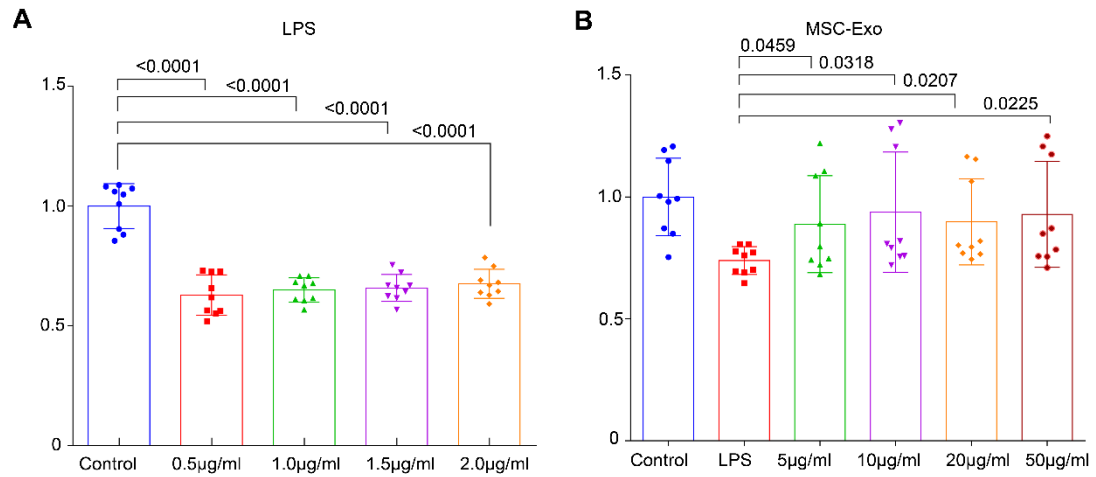 A
LPS
<0.0001
<0.0001
<0.0001
<0.0001
1.5
1.0
0.5
0
Control
0.5μg/ml
1.0μg/ml
1.5μg/ml
2.0μg/ml
B
MSC-Exo
0.0459
0.0318
0.0207
0.0225
1.5
1.0
0.5
0
Control
LPS
5μg/ml
10μg/ml
20μg/ml
50μg/ml